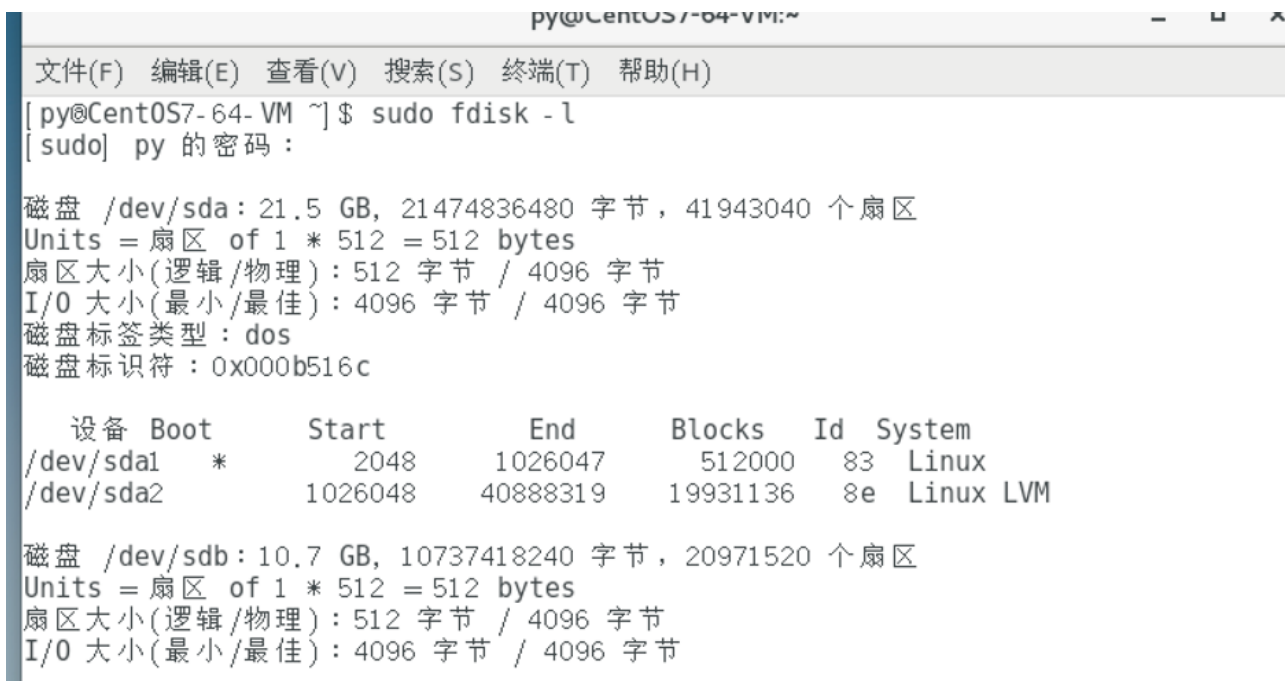 py@CentOS7-64-VM:~
文件(F) 编辑(E) 查看(V) 搜索(S) 终端(T) 帮助(H)
[py@CentOS7-64-VM ~]$ sudo fdisk -l
[sudo] py 的密码：
磁盘 /dev/sda：21.5 GB, 21474836480 字节，41943040 个扇区
Units = 扇区 of 1 * 512 = 512 bytes
扇区大小(逻辑/物理)：512 字节 / 4096 字节
I/O 大小(最小/最佳)：4096 字节 / 4096 字节
磁盘标签类型：dos
磁盘标识符：0x000b516c
设备 Boot Start End Blocks Id System
/dev/sda1 * 2048 1026047 512000 83 Linux
/dev/sda2 1026048 40888319 19931136 8e Linux LVM
磁盘 /dev/sdb：10.7 GB, 10737418240 字节，20971520 个扇区
Units = 扇区 of 1 * 512 = 512 bytes
扇区大小(逻辑/物理)：512 字节 / 4096 字节
I/O 大小(最小/最佳)：4096 字节 / 4096 字节